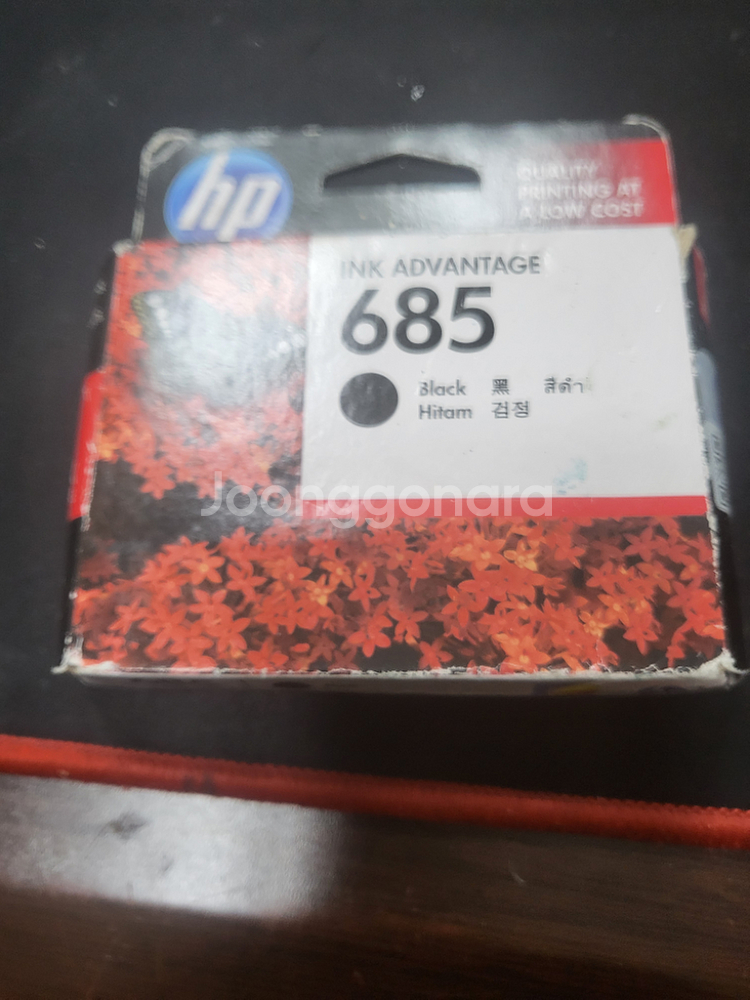 hp
QUALITY
PRINTING AT
A LOW COST
INK ADVANTAGE
685
Black 黑 สีดำ
Hitam 검정
Joonggonara